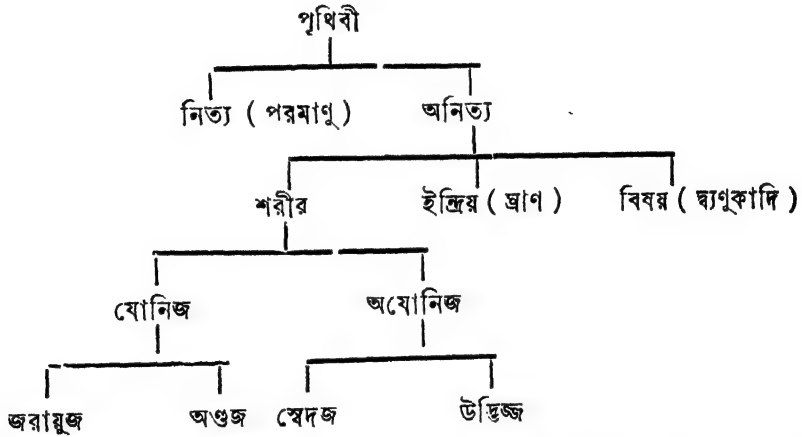 পৃথিবী
নিত্য ( পরমাণু ) অনিত্য
শরীর ইন্দ্রিয় ( ঘ্রাণ ) বিষয় ( দ্ব্যণুকাদি )
যোনিজ অযোনিজ
জরায়ুজ অণ্ডজ স্বেদজ উদ্ভিজ্জ